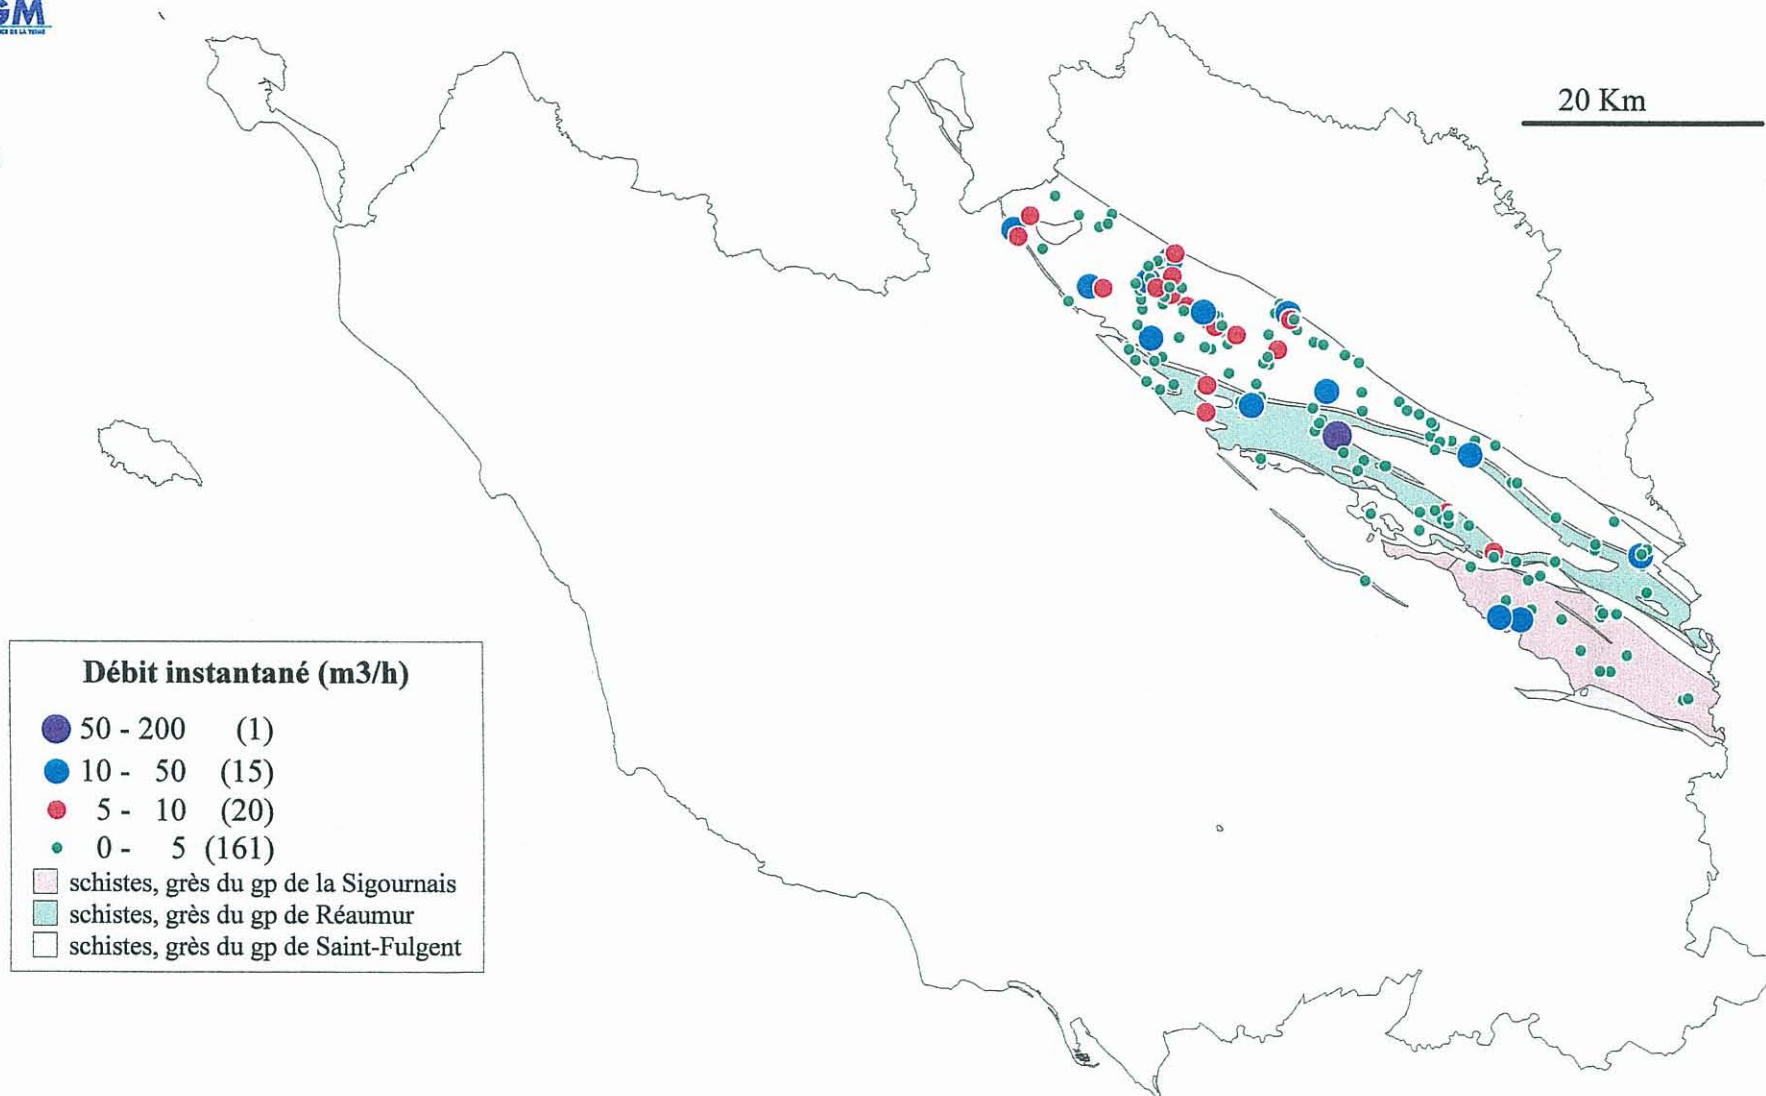 GM
20 Km
Débit instantané (m3/h)
50 - 200 (1)
10 - 50 (15)
5 - 10 (20)
0 - 5 (161)
schistes, grès du gp de la Sigournais
schistes, grès du gp de Réaumur
schistes, grès du gp de Saint-Fulgent